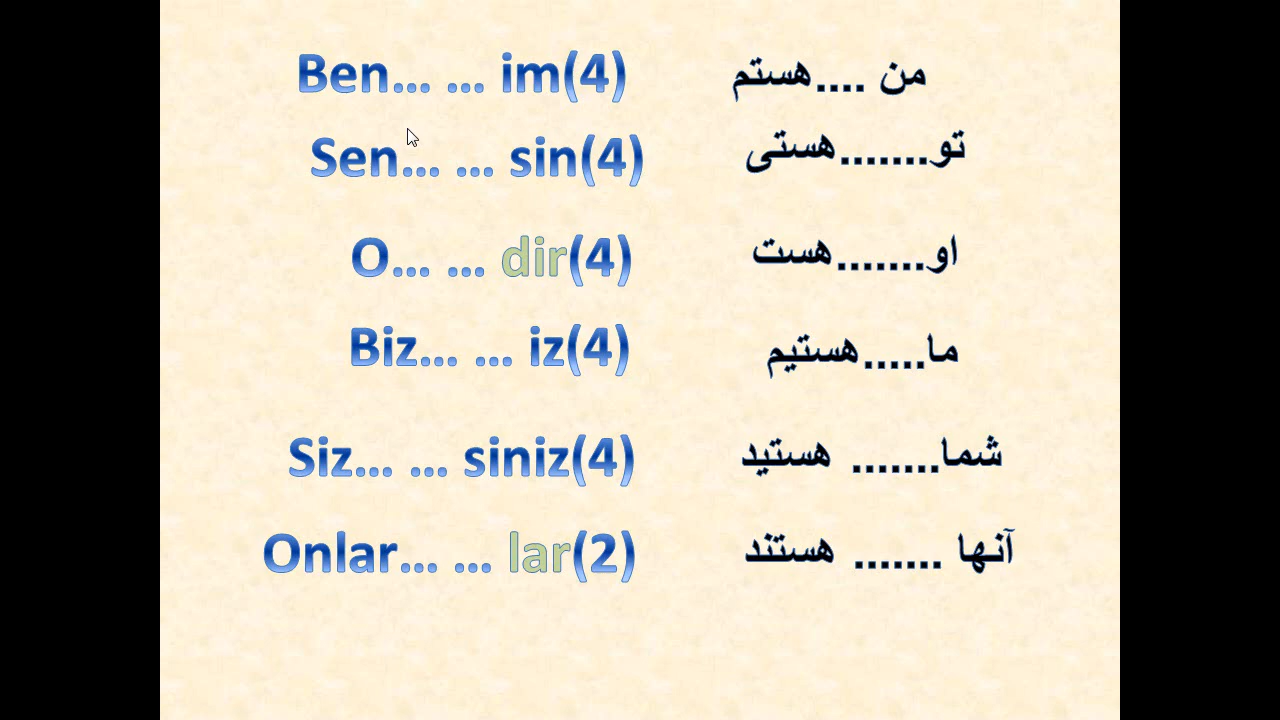 Ben... ... im(4) من ....هستم
Sen... ... sin(4) تو.......هستی
O... ... dir(4) او.......هست
Biz... ... iz(4) ما.....هستیم
Siz... ... siniz(4) شما....... هستید
Onlar... ... lar(2) آنها ....... هستند